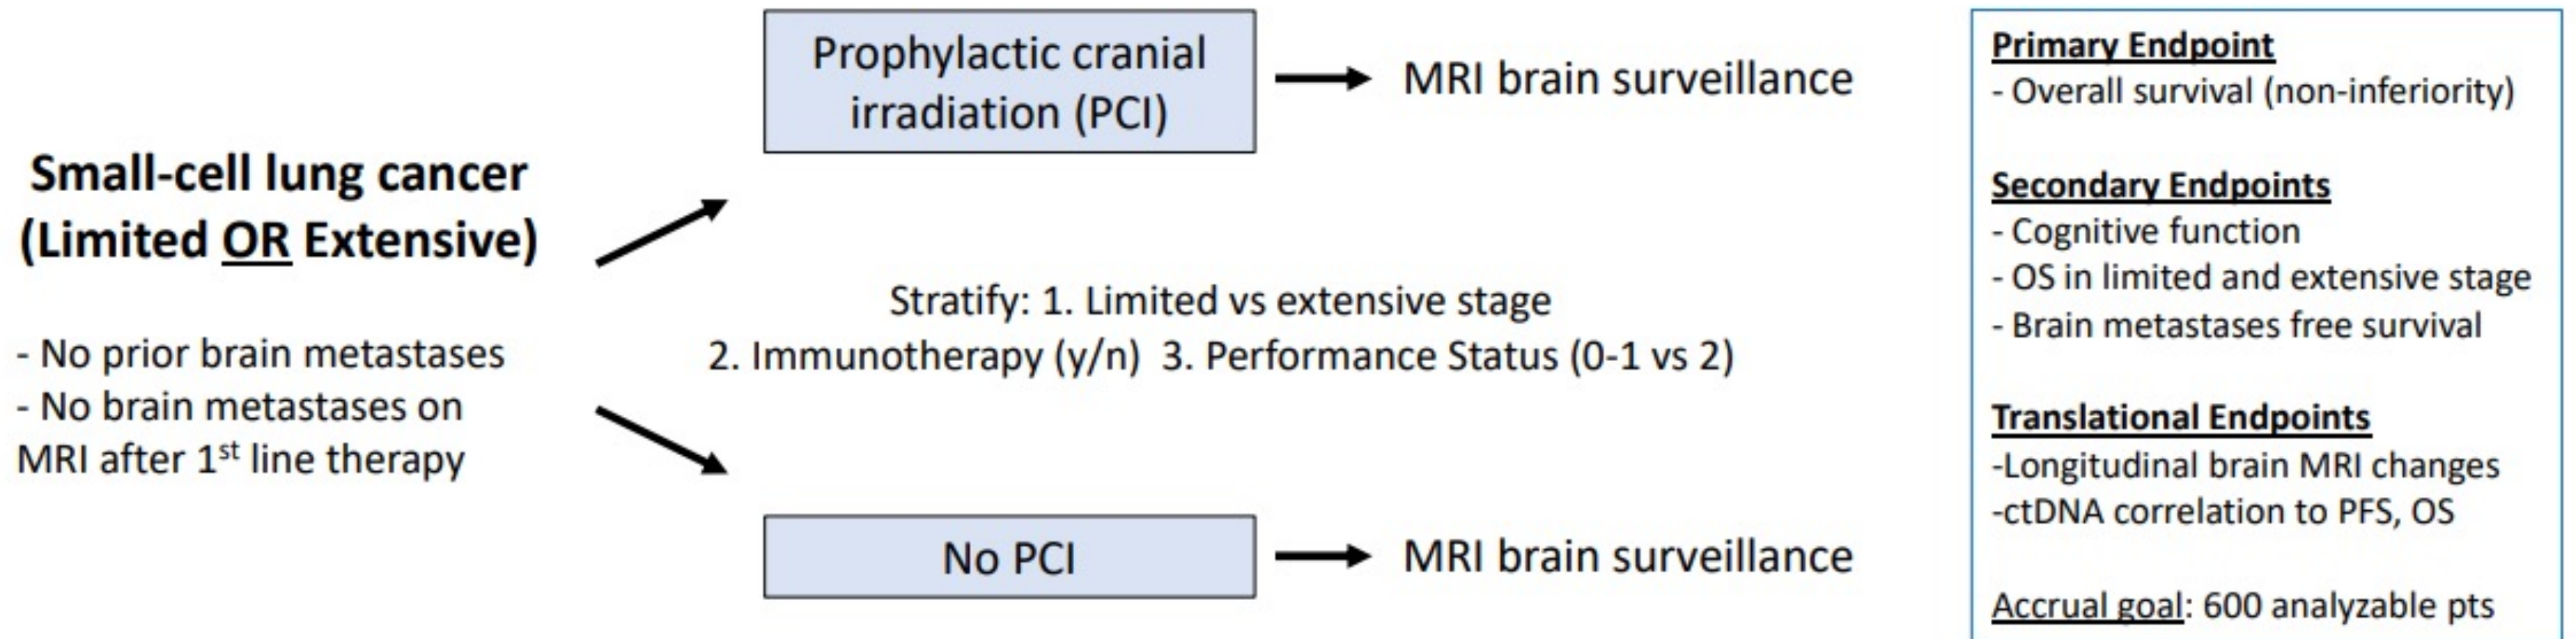 Small-cell lung cancer
(Limited OR Extensive)
- No prior brain metastases
- No brain metastases on
MRI after 1st line therapy
Prophylactic cranial
irradiation (PCI)
MRI brain surveillance
Stratify: 1. Limited vs extensive stage
2. Immunotherapy (y/n) 3. Performance Status (0-1 vs 2)
No PCI
MRI brain surveillance
Primary Endpoint
- Overall survival (non-inferiority)
Secondary Endpoints
- Cognitive function
- OS in limited and extensive stage
- Brain metastases free survival
Translational Endpoints
-Longitudinal brain MRI changes
-ctDNA correlation to PFS, OS
Accrual goal: 600 analyzable pts